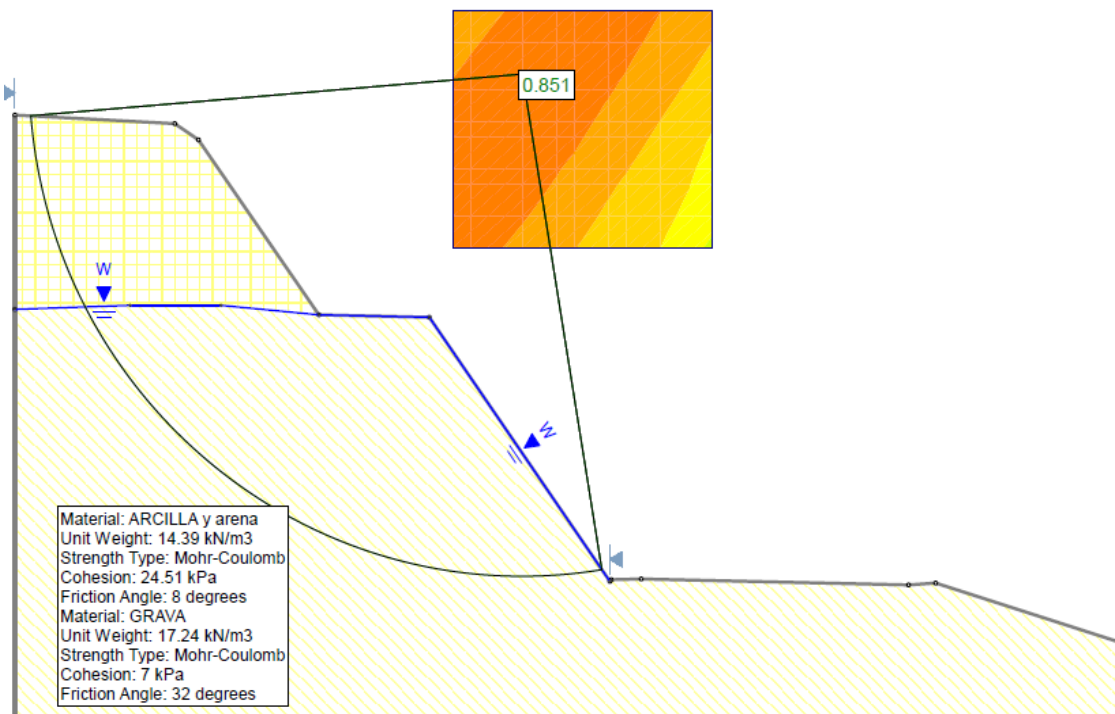 0.851
W
W
Material: ARCILLA y arena
Unit Weight: 14.39 kN/m3
Strength Type: Mohr-Coulomb
Cohesion: 24.51 kPa
Friction Angle: 8 degrees
Material: GRAVA
Unit Weight: 17.24 kN/m3
Strength Type: Mohr-Coulomb
Cohesion: 7 kPa
Friction Angle: 32 degrees